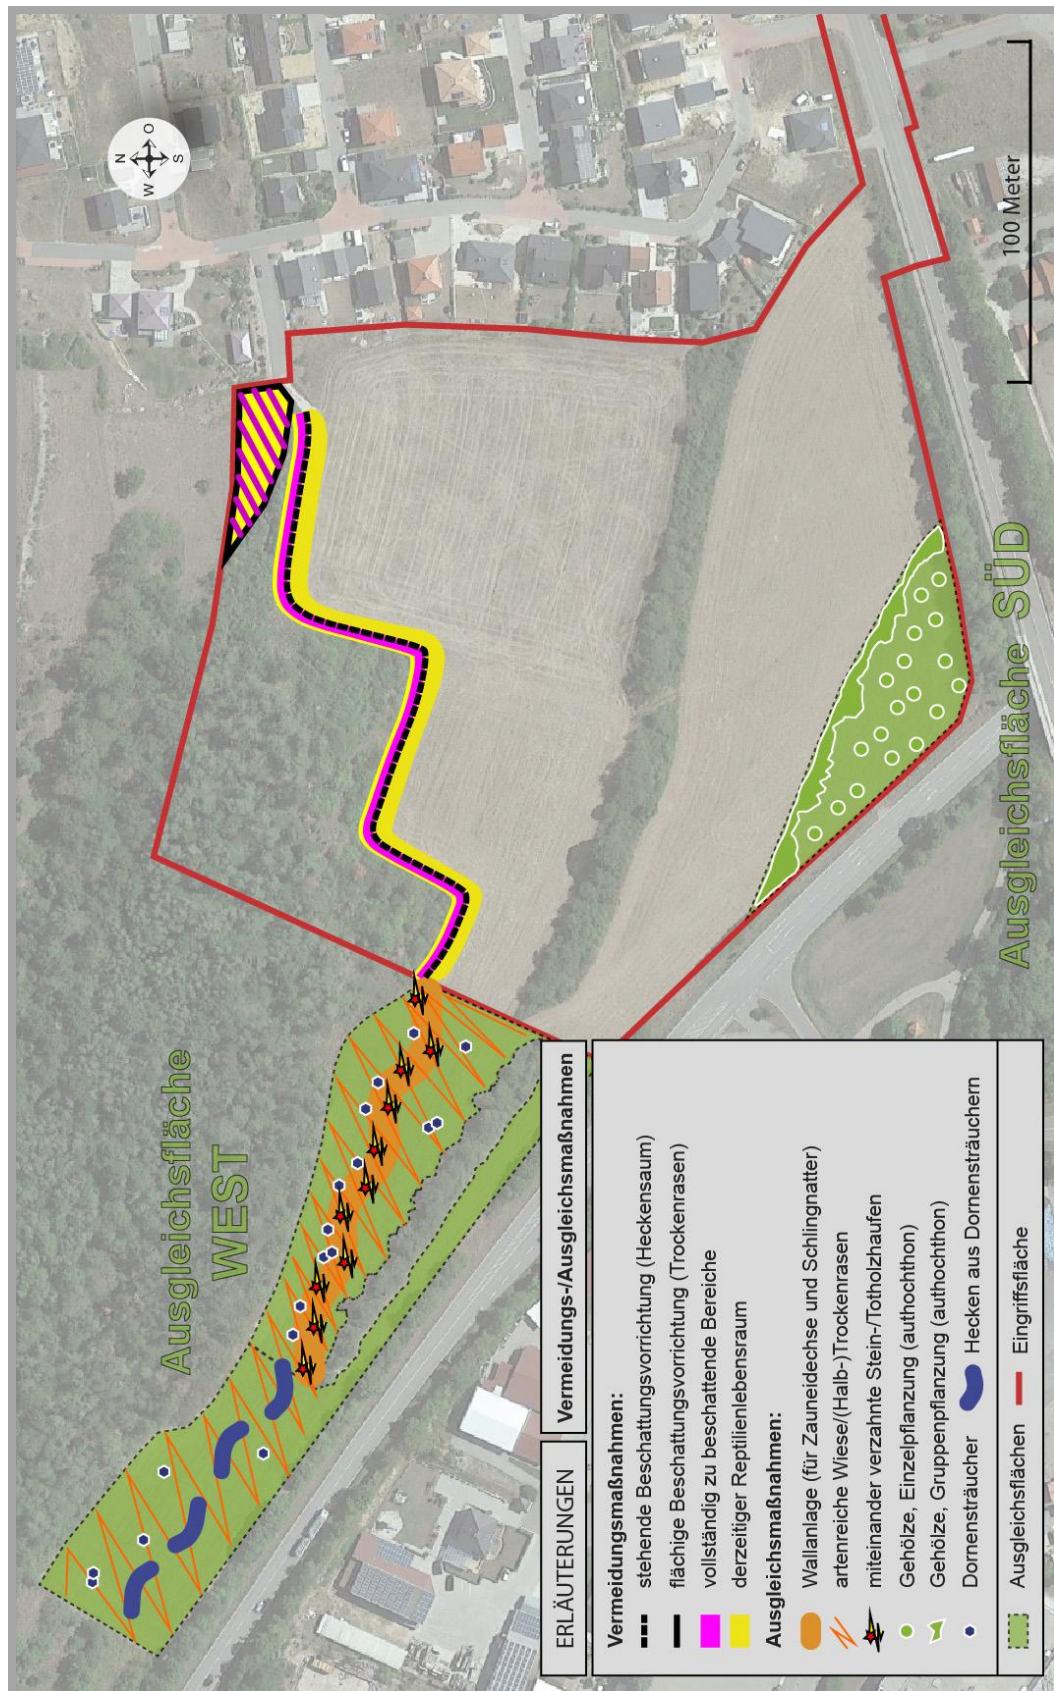 N
O
S
W
100 Meter
Ausgleichsfläche
WEST
Ausgleichsfläche SÜD
ERLÄUTERUNGEN
Vermeidungs-/Ausgleichsmaßnahmen
Vermeidungsmaßnahmen:
stehende Beschattungsvorrichtung (Heckensaum)
flächige Beschattungsvorrichtung (Trockenrasen)
vollständig zu beschattende Bereiche
derzeitiger Reptilienlebensraum
Ausgleichsmaßnahmen:
Wallanlage (für Zauneidechse und Schlingnatter)
artenreiche Wiese/(Halb-)Trockenrasen
miteinander verzahnte Stein-/Totholzhaufen
Gehölze, Einzelpflanzung (authochthon)
Gehölze, Gruppenpflanzung (authochthon)
Dornensträucher Hecken aus Dornensträuchern
Ausgleichsflächen Eingriffsfläche